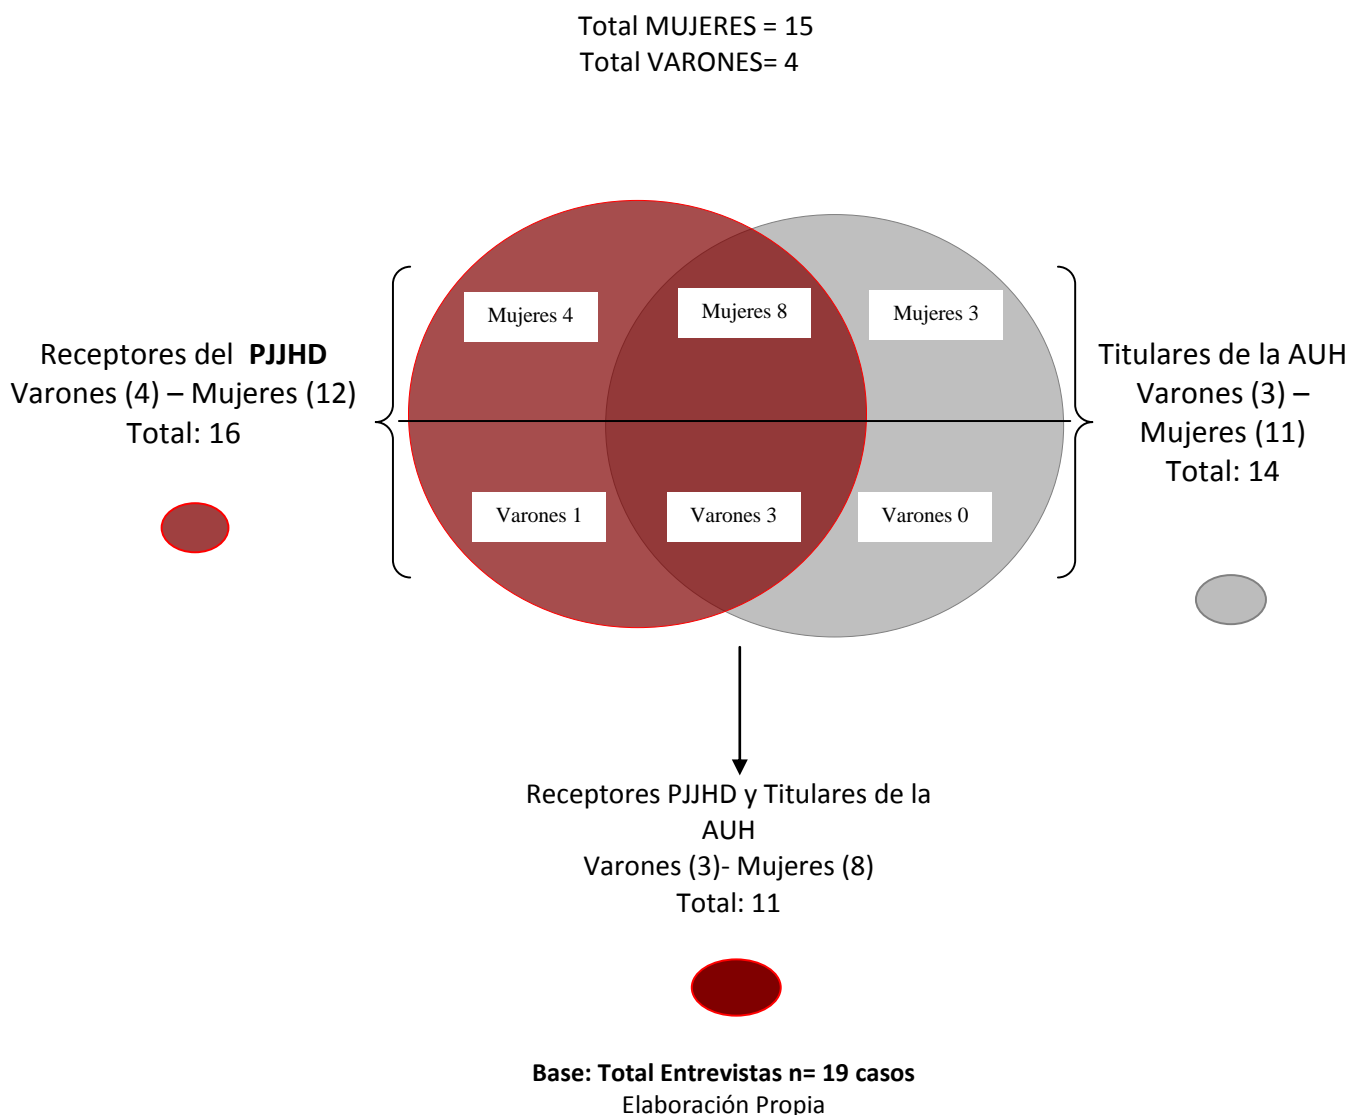 Total MUJERES = 15
Total VARONES= 4
Mujeres 4
Mujeres 8
Mujeres 3
Receptores del PJJHD
Varones (4) – Mujeres (12)
Total: 16
Titulares de la AUH
Varones (3) –
Mujeres (11)
Total: 14
Varones 1
Varones 3
Varones 0
Receptores PJJHD y Titulares de la
AUH
Varones (3)- Mujeres (8)
Total: 11
Base: Total Entrevistas n= 19 casos
Elaboración Propia